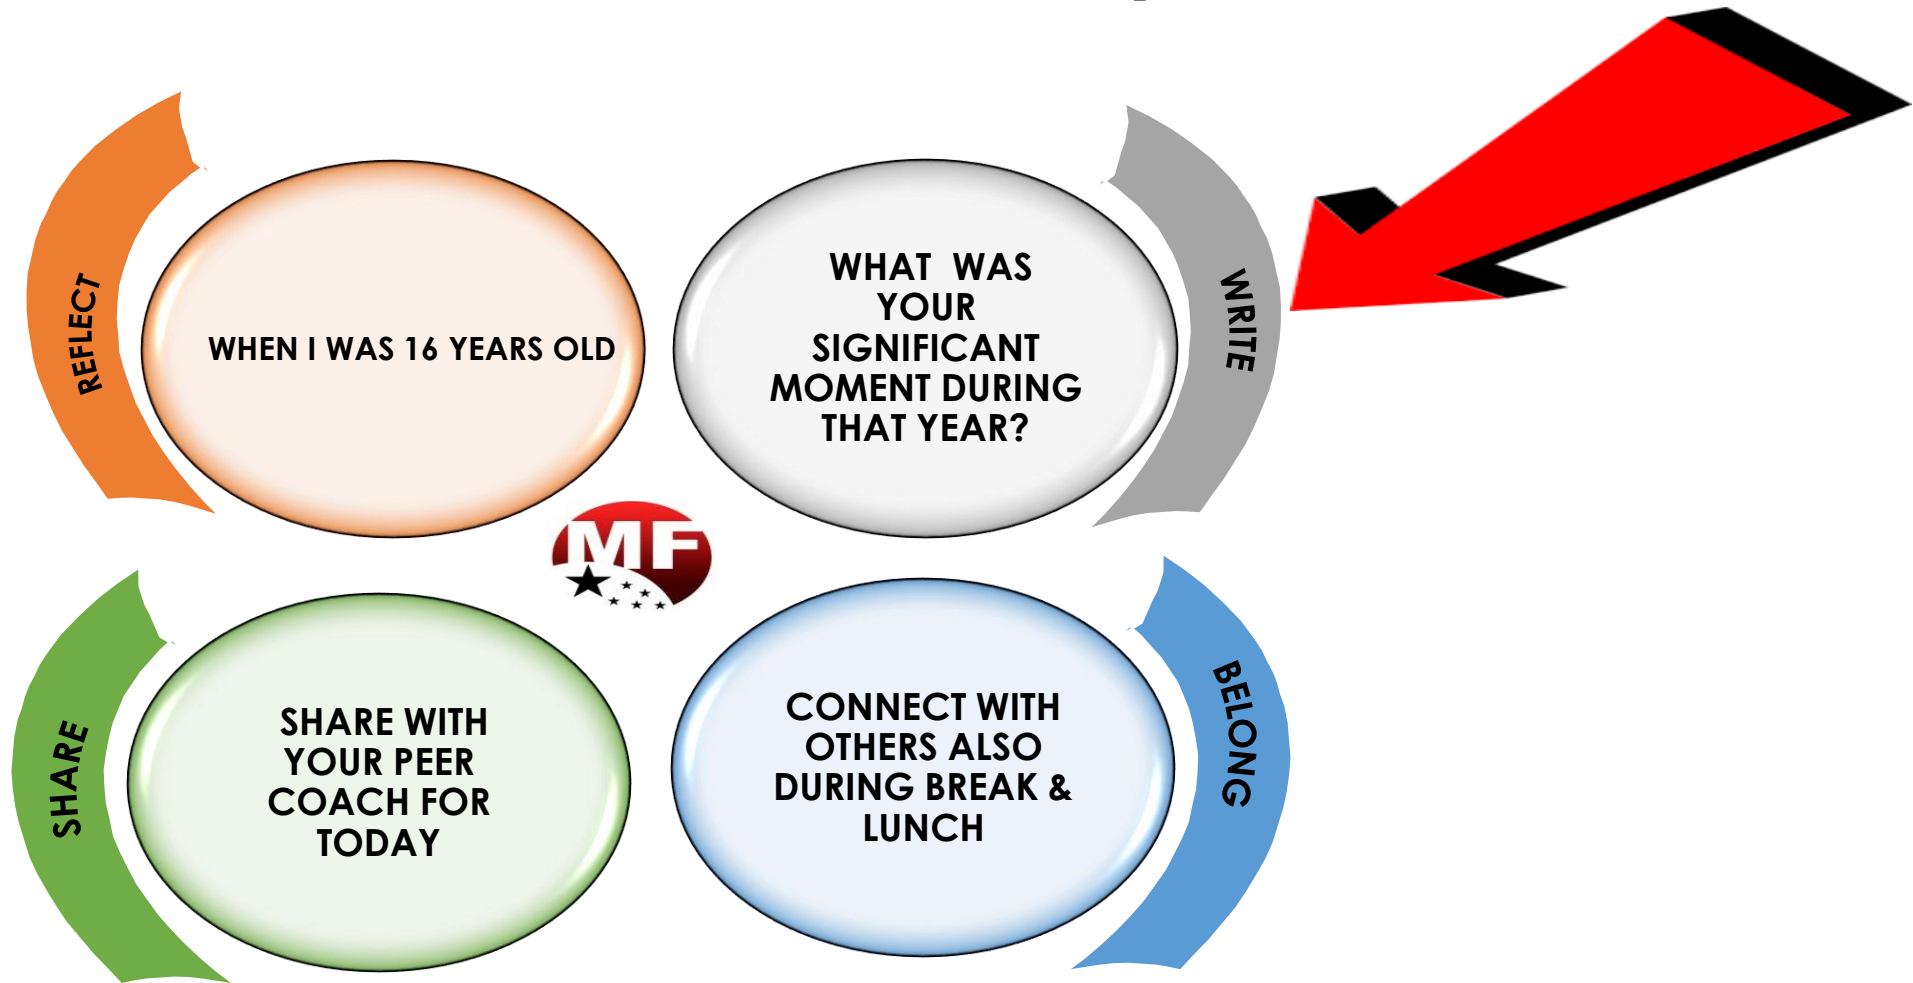 REFLECT
WHEN I WAS 16 YEARS OLD
WHAT WAS
YOUR
SIGNIFICANT
MOMENT DURING
THAT YEAR?
WRITE
MF
SHARE
SHARE WITH
YOUR PEER
COACH FOR
TODAY
CONNECT WITH
OTHERS ALSO
DURING BREAK &
LUNCH
BELONG